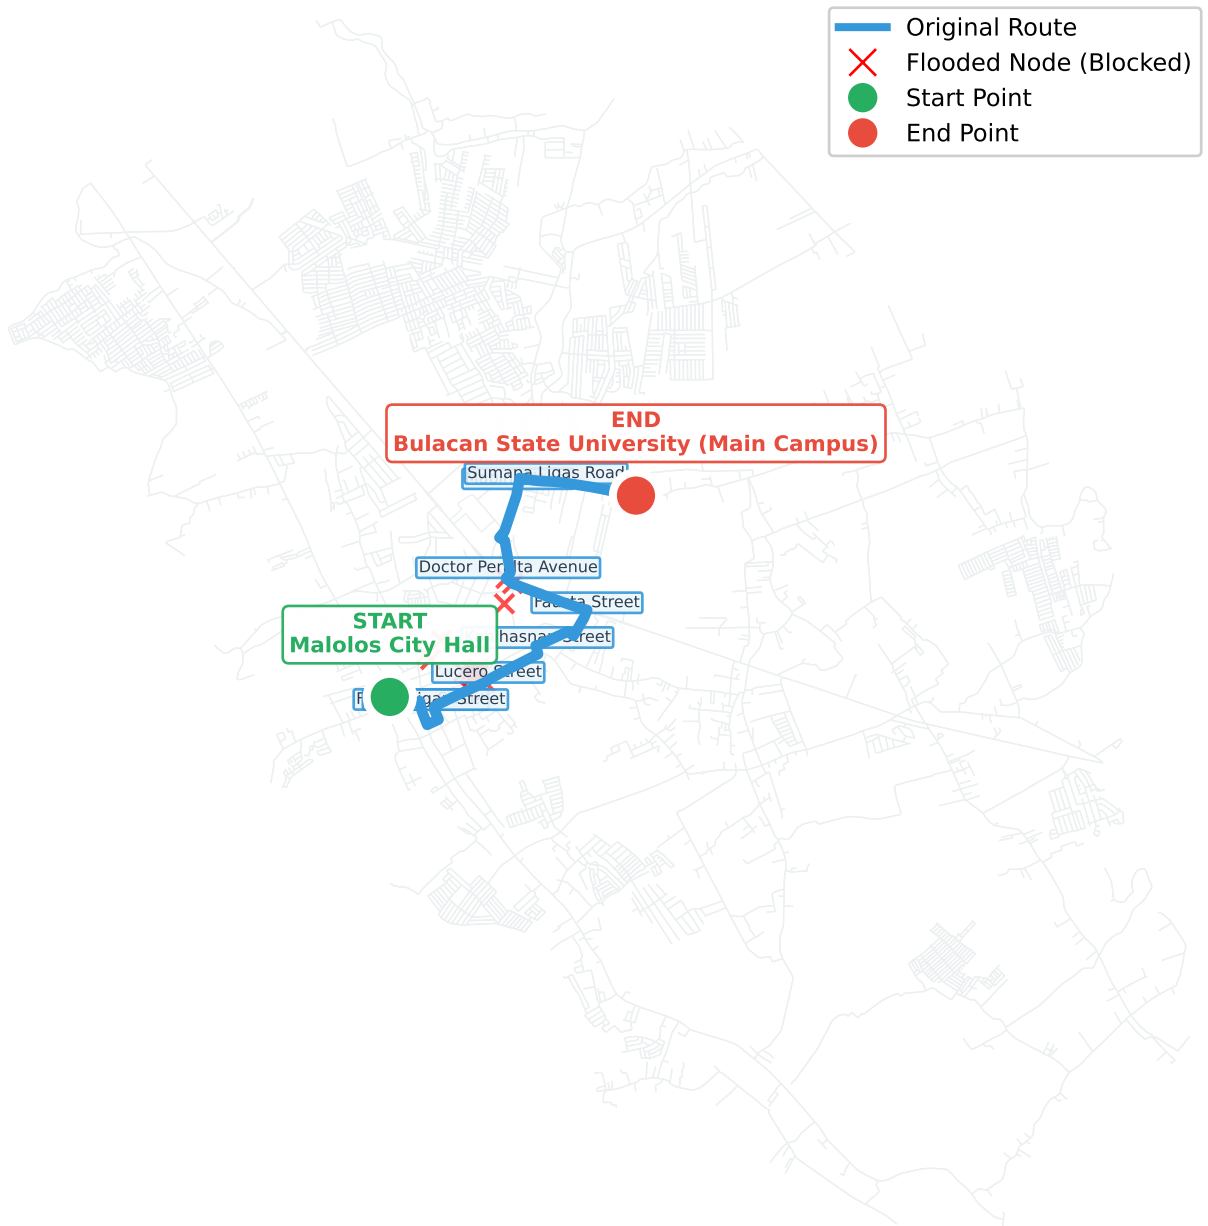 Original Route
Flooded Node (Blocked)
Start Point
End Point
END
Bulacan State University (Main Campus)
Sumapa Ligas Road
Doctor Peralta Avenue
Fausta Street
Street
START
Malolos City Hall
Lucero Street
Street